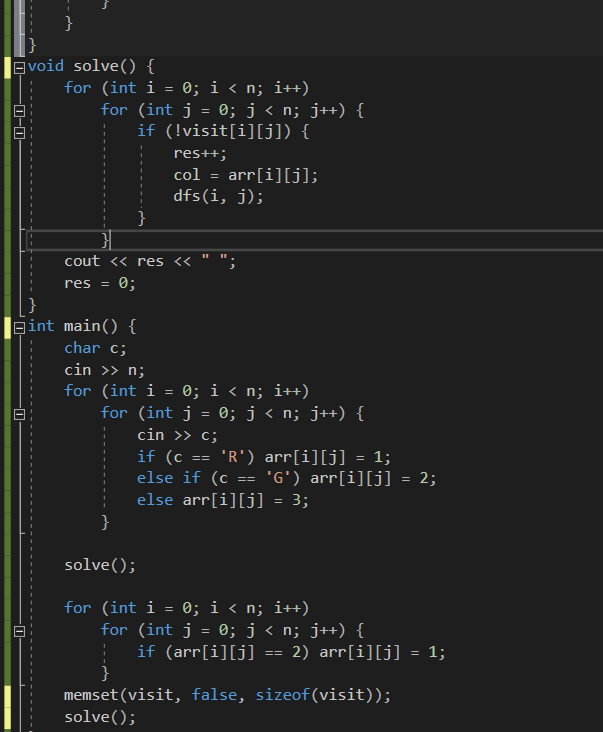 }
}
}
void solve() {
for (int i = 0; i < n; i++)
for (int j = 0; j < n; j++) {
if (!visit[i][j]) {
res++;
col = arr[i][j];
dfs(i, j);
}
}
cout << res << " ";
res = 0;
}
int main() {
char c;
cin >> n;
for (int i = 0; i < n; i++)
for (int j = 0; j < n; j++) {
cin >> c;
if (c == 'R') arr[i][j] = 1;
else if (c == 'G') arr[i][j] = 2;
else arr[i][j] = 3;
}
solve();
for (int i = 0; i < n; i++)
for (int j = 0; j < n; j++) {
if (arr[i][j] == 2) arr[i][j] = 1;
}
memset(visit, false, sizeof(visit));
solve();